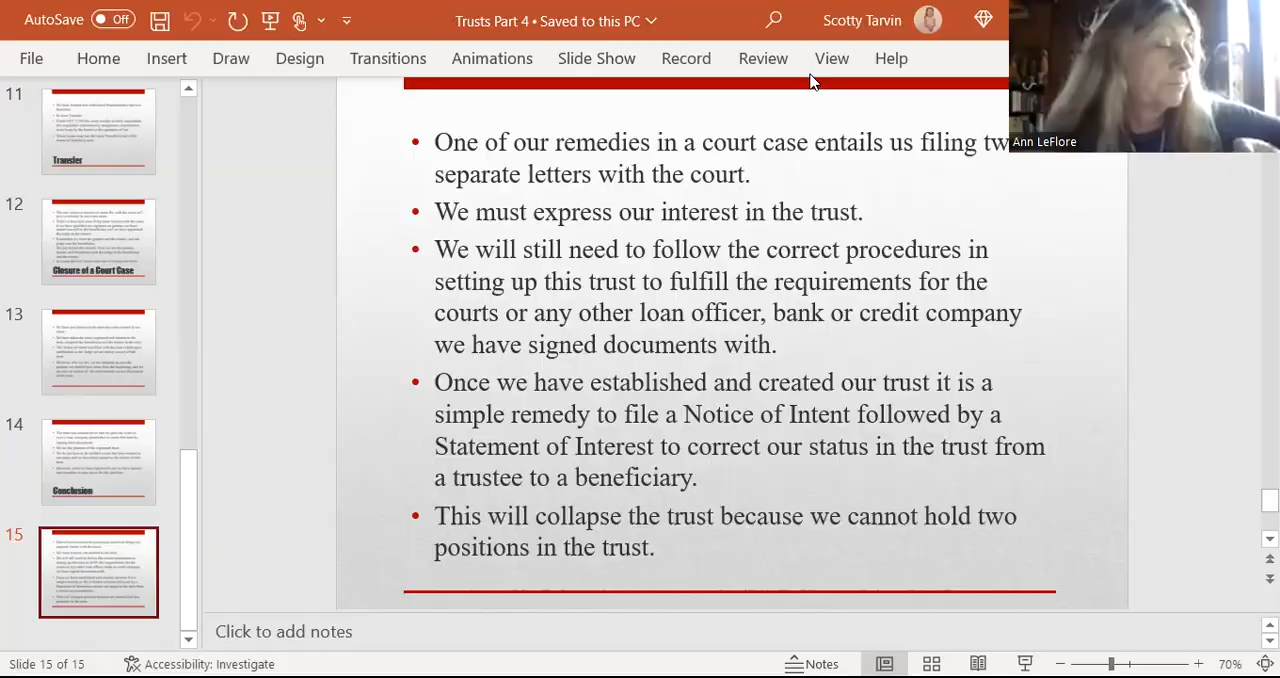 AutoSave Off
Trusts Part 4 • Saved to this PC
Scotty Tarvin
File Home Insert Draw Design Transitions Animations Slide Show Record Review View Help
Ann LeFlore
11
Transfer
12
Closure of a Court Case
13
14
Conclusion
15
• One of our remedies in a court case entails us filing tw
separate letters with the court.
• We must express our interest in the trust.
• We will still need to follow the correct procedures in
setting up this trust to fulfill the requirements for the
courts or any other loan officer, bank or credit company
we have signed documents with.
• Once we have established and created our trust it is a
simple remedy to file a Notice of Intent followed by a
Statement of Interest to correct our status in the trust from
a trustee to a beneficiary.
• This will collapse the trust because we cannot hold two
positions in the trust.
Click to add notes
Slide 15 of 15 Accessibility: Investigate Notes 70%